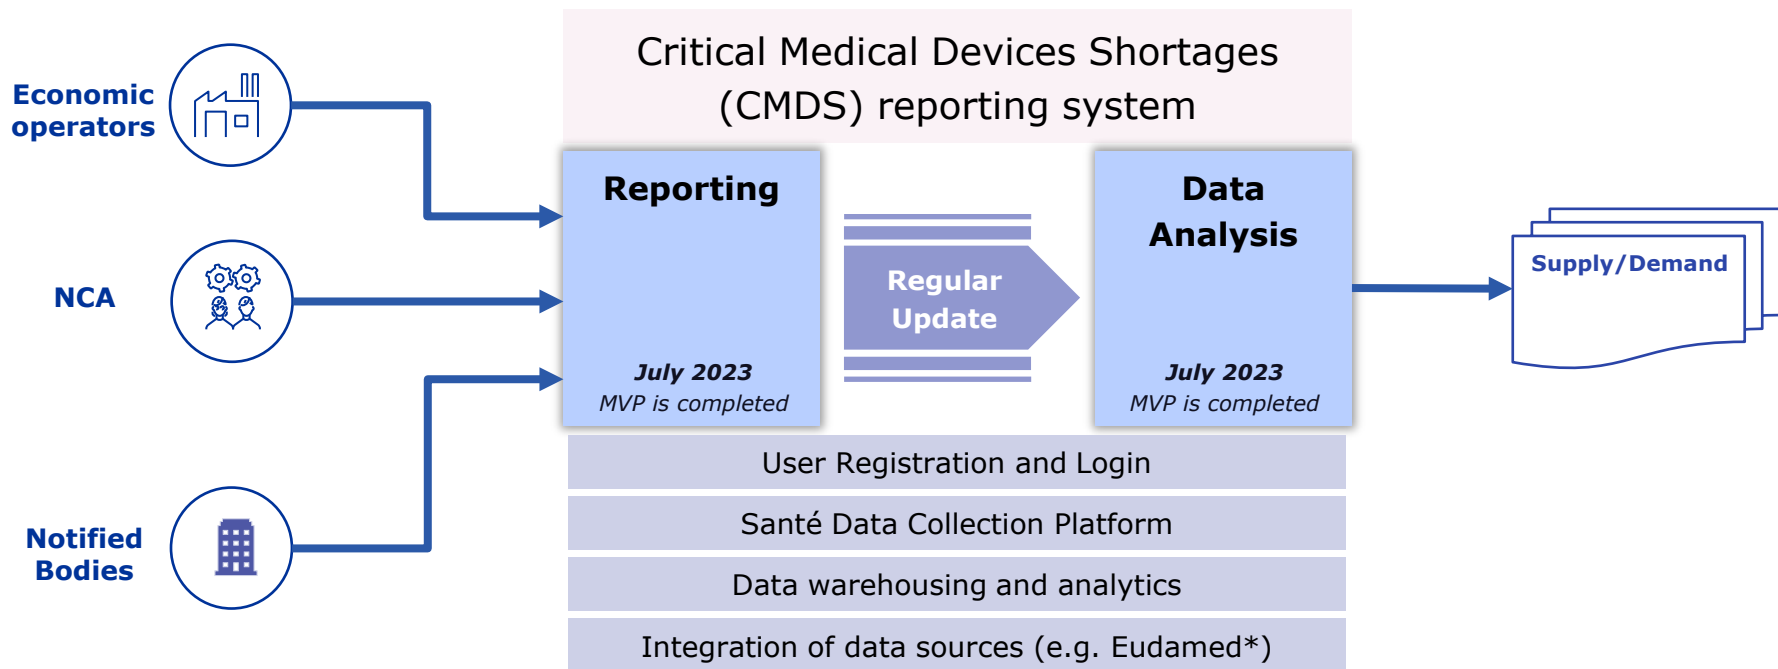 Critical Medical Devices Shortages
(CMDS) reporting system
Economic
operators
NCA
Notified
Bodies
Reporting
July 2023
MVP is completed
Regular
Update
Data
Analysis
July 2023
MVP is completed
Supply/Demand
User Registration and Login
Santé Data Collection Platform
Data warehousing and analytics
Integration of data sources (e.g. Eudamed*)